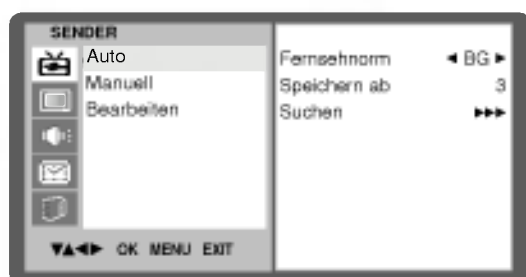 SENDER
Auto
Manuell
Bearbeiten
Fernsehnorm ◄ BG ►
Speichern ab 3
Suchen ►►►
▼▲◄► OK MENU EXIT